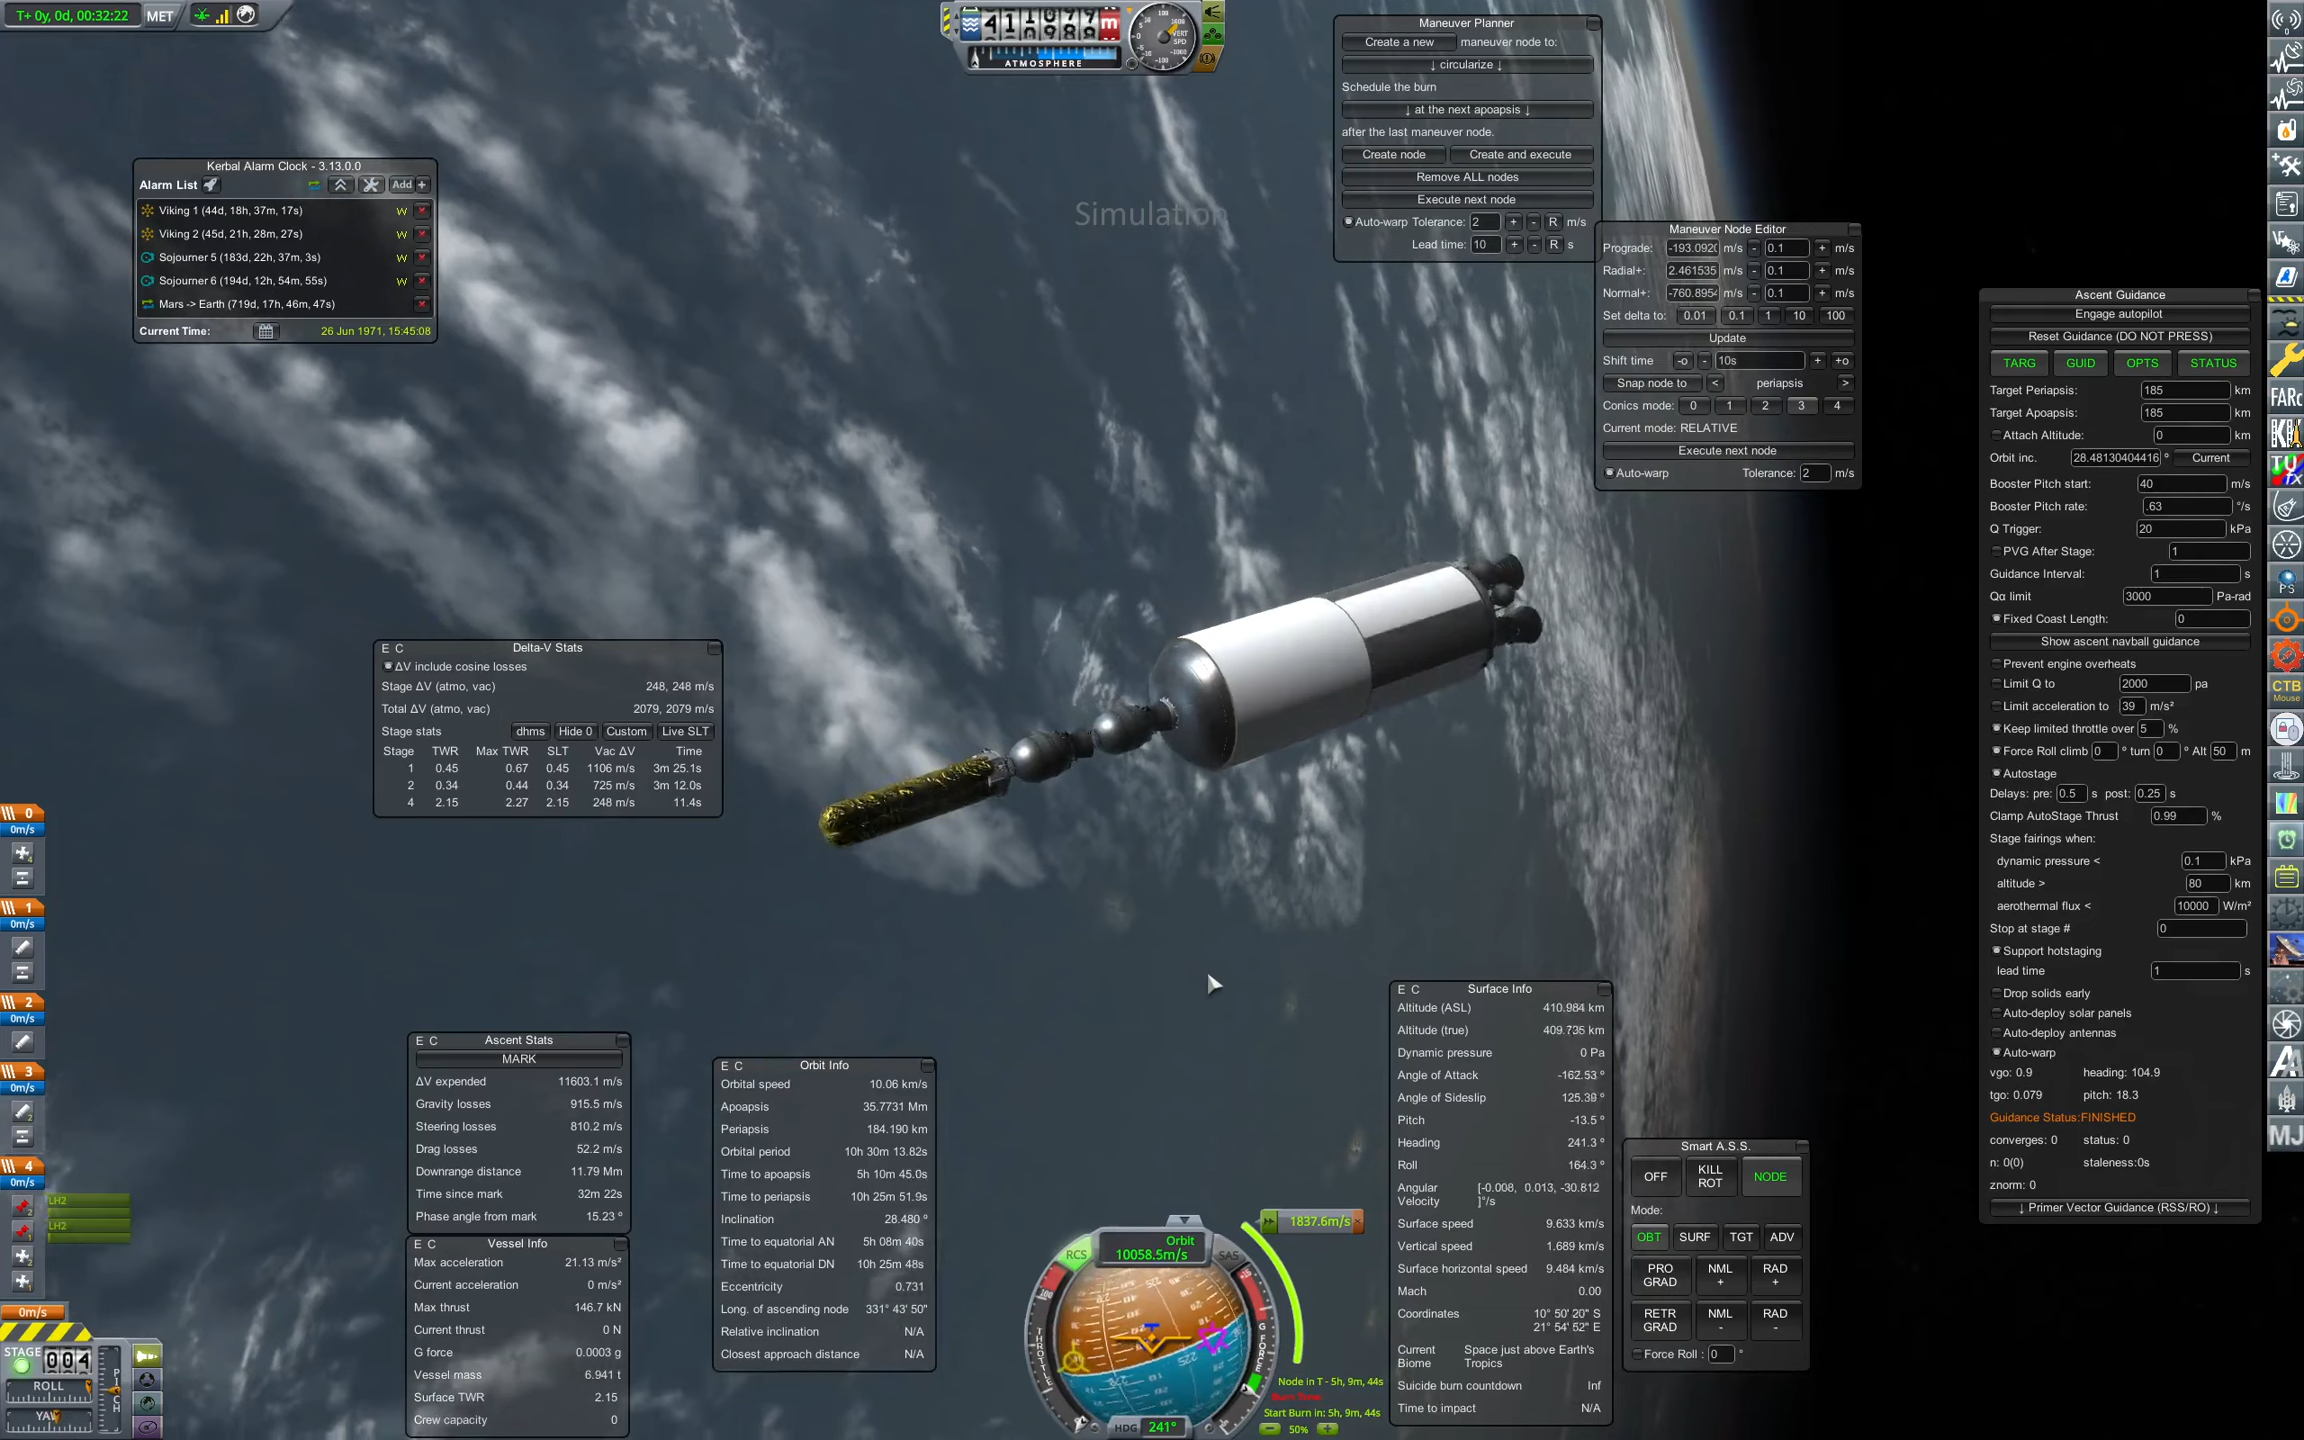 T+ 0y, 0d, 00:32:22
MET
ATMOSPHERE
VERT
SPD
Simulation
Kerbal Alarm Clock - 3.13.0.0
Alarm List
Add +
Viking 1 (44d, 18h, 37m, 17s) W
Viking 2 (45d, 21h, 28m, 27s) W
Sojourner 5 (183d, 22h, 37m, 3s) W
Sojourner 6 (194d, 12h, 54m, 55s) W
Mars -> Earth (719d, 17h, 46m, 47s)
Current Time: 26 Jun 1971, 15:45:08
Maneuver Planner
Create a new maneuver node to:
↓ circularize ↓
Schedule the burn
↓ at the next apoapsis ↓
after the last maneuver node.
Create node Create and execute
Remove ALL nodes
Execute next node
Auto-warp Tolerance: 2 + - R m/s
Lead time: 10 + - R s
Maneuver Node Editor
Prograde: -193.092( m/s - 0.1 + m/s
Radial+: 2.461535 m/s - 0.1 + m/s
Normal+: -760.895 m/s - 0.1 + m/s
Set delta to: 0.01 0.1 1 10 100
Update
Shift time -o - 10s + +o
Snap node to < periapsis >
Conics mode: 0 1 2 3 4
Current mode: RELATIVE
Execute next node
Auto-warp Tolerance: 2 m/s
Ascent Guidance
Engage autopilot
Reset Guidance (DO NOT PRESS)
TARG GUID OPTS STATUS
Target Periapsis: 185 km
Target Apoapsis: 185 km
Attach Altitude: 0 km
Orbit inc. 28.48130404416 º Current
Booster Pitch start: 40 m/s
Booster Pitch rate: .63 °/s
Q Trigger: 20 kPa
PVG After Stage: 1
Guidance Interval: 1 s
Qα limit 3000 Pa-rad
Fixed Coast Length: 0
Show ascent navball guidance
Prevent engine overheats
Limit Q to 2000 pa
Limit acceleration to 39 m/s²
Keep limited throttle over 5 %
Force Roll climb 0 º turn 0 º Alt 50 m
Autostage
Delays: pre: 0.5 s post: 0.25 s
Clamp AutoStage Thrust 0.99 %
Stage fairings when:
dynamic pressure < 0.1 kPa
altitude > 80 km
aerothermal flux < 10000 W/m²
Stop at stage # 0
Support hotstaging
lead time 1 s
Drop solids early
Auto-deploy solar panels
Auto-deploy antennas
Auto-warp
vgo: 0.9 heading: 104.9
tgo: 0.079 pitch: 18.3
Guidance Status:FINISHED
converges: 0 status: 0
n: 0(0) staleness:0s
znorm: 0
↓ Primer Vector Guidance (RSS/RO) ↓
FARc
PS
CTB
Mouse
MJ
E C Delta-V Stats
ΔV include cosine losses
Stage ΔV (atmo, vac) 248, 248 m/s
Total ΔV (atmo, vac) 2079, 2079 m/s
Stage stats dhms Hide 0 Custom Live SLT
Stage TWR Max TWR SLT Vac ΔV Time
1 0.45 0.67 0.45 1106 m/s 3m 25.1s
2 0.34 0.44 0.34 725 m/s 3m 12.0s
4 2.15 2.27 2.15 248 m/s 11.4s
0
0m/s
1
0m/s
2
0m/s
3
0m/s
4
0m/s
LH2
LH2
0m/s
STAGE 004
ROLL
YAW
PITCH
E C Ascent Stats
MARK
ΔV expended 11603.1 m/s
Gravity losses 915.5 m/s
Steering losses 810.2 m/s
Drag losses 52.2 m/s
Downrange distance 11.79 Mm
Time since mark 32m 22s
Phase angle from mark 15.23 º
E C Vessel Info
Max acceleration 21.13 m/s²
Current acceleration 0 m/s²
Max thrust 146.7 kN
Current thrust 0 N
G force 0.0003 g
Vessel mass 6.941 t
Surface TWR 2.15
Crew capacity 0
E C Orbit Info
Orbital speed 10.06 km/s
Apoapsis 35.7731 Mm
Periapsis 184.190 km
Orbital period 10h 30m 13.82s
Time to apoapsis 5h 10m 45.0s
Time to periapsis 10h 25m 51.9s
Inclination 28.480 º
Time to equatorial AN 5h 08m 40s
Time to equatorial DN 10h 25m 48s
Eccentricity 0.731
Long. of ascending node 331° 43' 50"
Relative inclination N/A
Closest approach distance N/A
RCS
SAS
Orbit
10058.5m/s
1837.6m/s
THROTTLE
G FORCE
HDG 241°
Node in T - 5h, 9m, 44s
Burn Time:
Start Burn in: 5h, 9m, 44s
50%
E C Surface Info
Altitude (ASL) 410.984 km
Altitude (true) 409.735 km
Dynamic pressure 0 Pa
Angle of Attack -162.53 º
Angle of Sideslip 125.38 º
Pitch -13.5 º
Heading 241.3 º
Roll 164.3 º
Angular Velocity [-0.008, 0.013, -30.812 ]°/s
Surface speed 9.633 km/s
Vertical speed 1.689 km/s
Surface horizontal speed 9.484 km/s
Mach 0.00
Coordinates 10° 50' 20" S
21° 54' 52" E
Current Biome Space just above Earth's Tropics
Suicide burn countdown Inf
Time to impact N/A
Smart A.S.S.
OFF KILL ROT NODE
Mode:
OBT SURF TGT ADV
PRO GRAD NML + RAD +
RETR GRAD NML - RAD -
Force Roll : 0 °